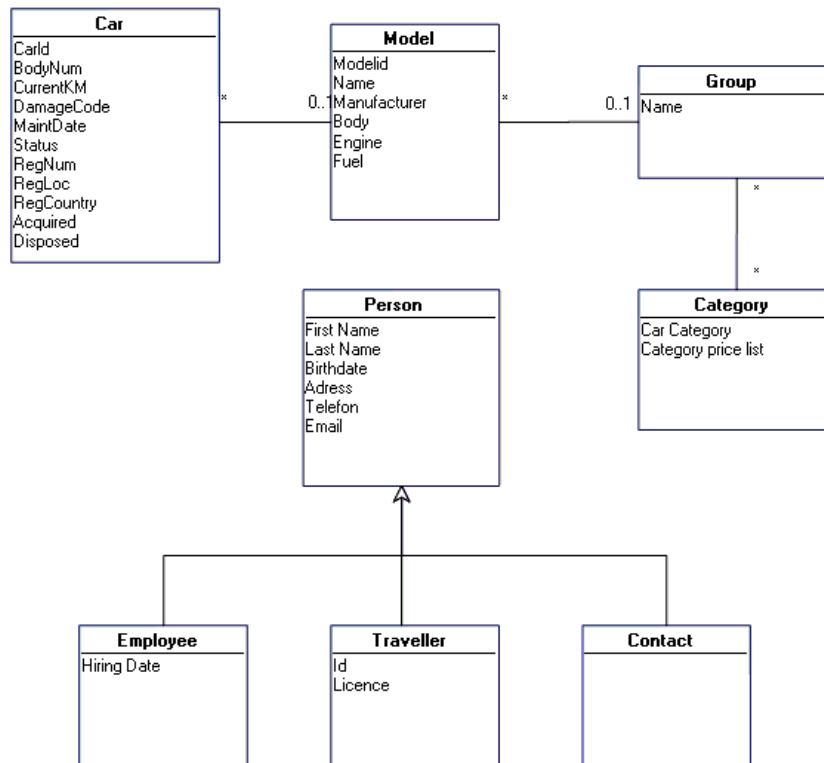 Car
CarId
BodyNum
CurrentKM
DamageCode
MaintDate
Status
RegNum
RegLoc
RegCountry
Acquired
Disposed
*
0..1
Model
Modelid
Name
Manufacturer
Body
Engine
Fuel
*
0..1
Group
Name
*
*
Category
Car Category
Category price list
Person
First Name
Last Name
Birthdate
Adress
Telefon
Email
Employee
Hiring Date
Traveller
Id
Licence
Contact